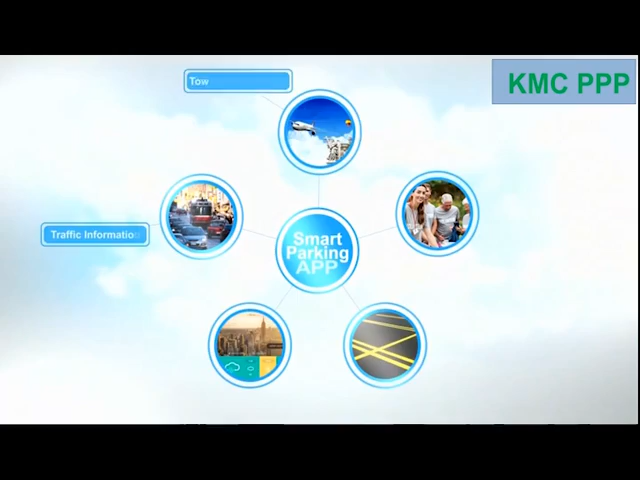 KMC PPP
Tow
Traffic Informatio
Smart
Parking
APP